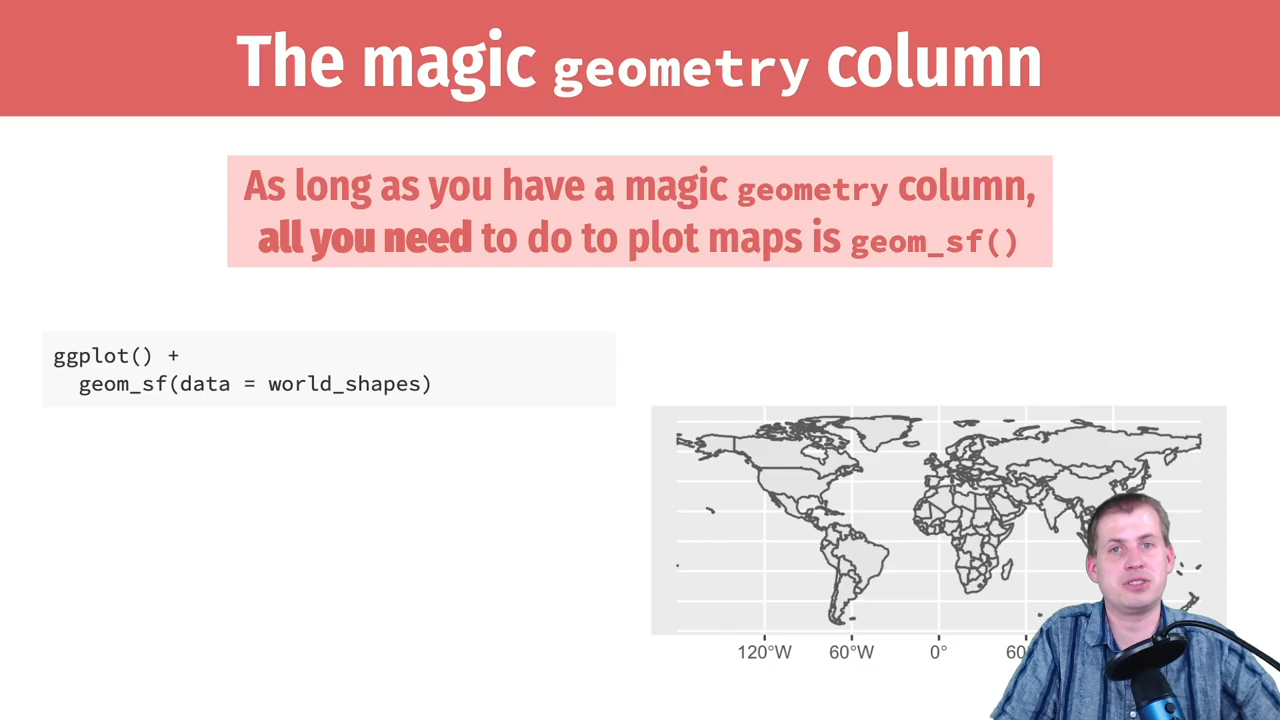 The magic geometry column
As long as you have a magic geometry column,
all you need to do to plot maps is geom_sf()
ggplot() +
  geom_sf(data = world_shapes)
120°W 60°W 0° 60